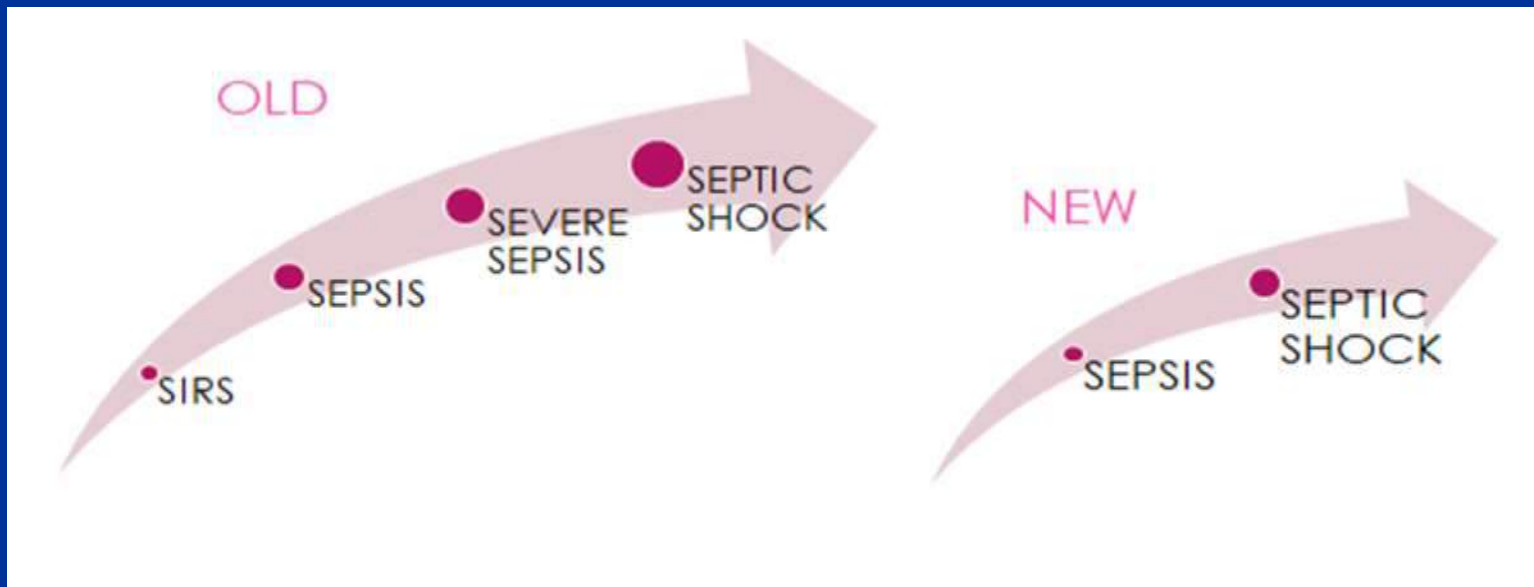 OLD
SIRS
SEPSIS
SEVERE
SEPSIS
SEPTIC
SHOCK
NEW
SEPSIS
SEPTIC
SHOCK